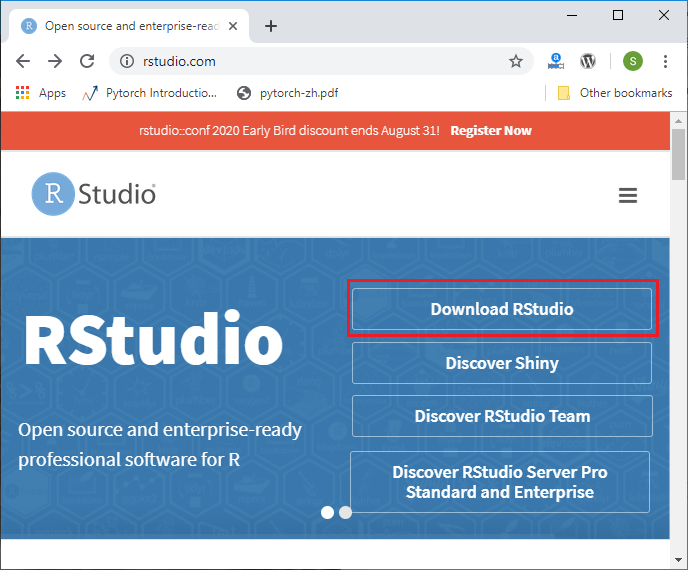 Open source and enterprise-read
rstudio.com
S
Apps
Pytorch Introductio...
pytorch-zh.pdf
Other bookmarks
rstudio::conf 2020 Early Bird discount ends August 31! Register Now
R Studio®
RStudio
Open source and enterprise-ready
professional software for R
Download RStudio
Discover Shiny
Discover RStudio Team
Discover RStudio Server Pro
Standard and Enterprise